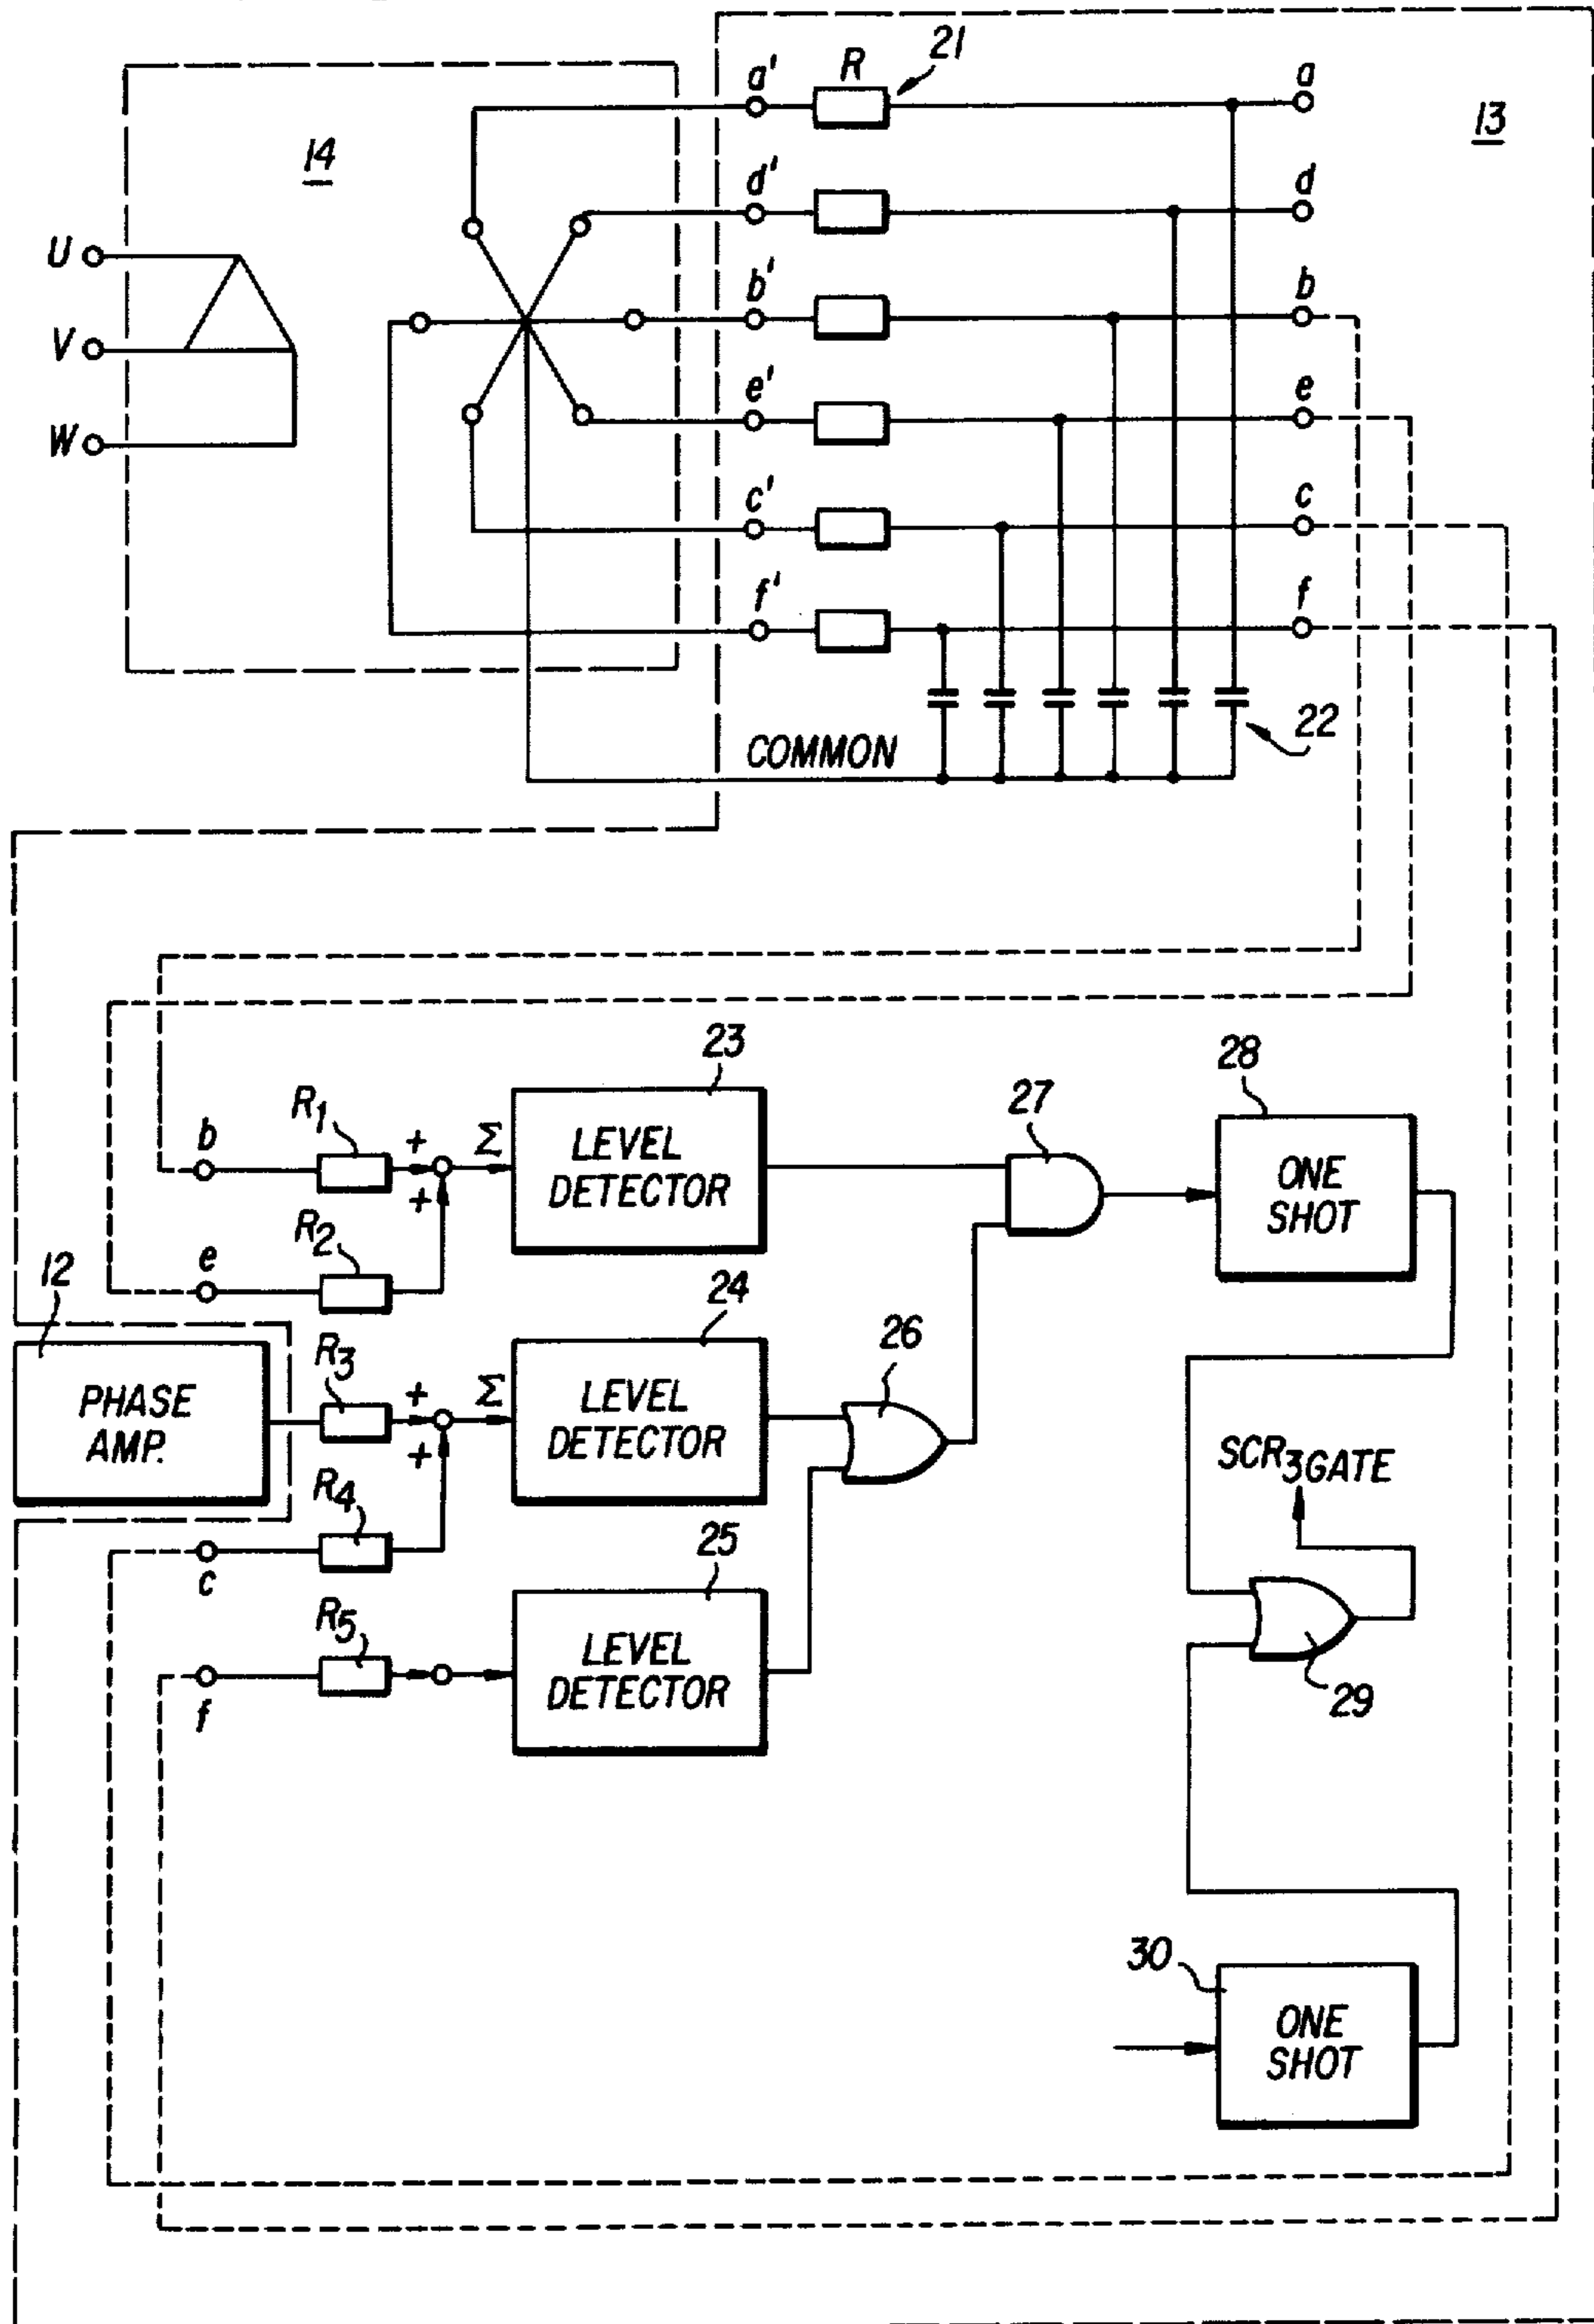 14
U
V
W
a'
R
21
a
13
d'
d
b'
b
e'
e
c'
c
f'
f
COMMON
22
b
R1
+
+
Σ
23
LEVEL
DETECTOR
27
28
ONE
SHOT
e
R2
12
PHASE
AMP.
R3
+
+
Σ
24
LEVEL
DETECTOR
26
SCR3GATE
R4
c
25
LEVEL
DETECTOR
R5
f
29
30
ONE
SHOT